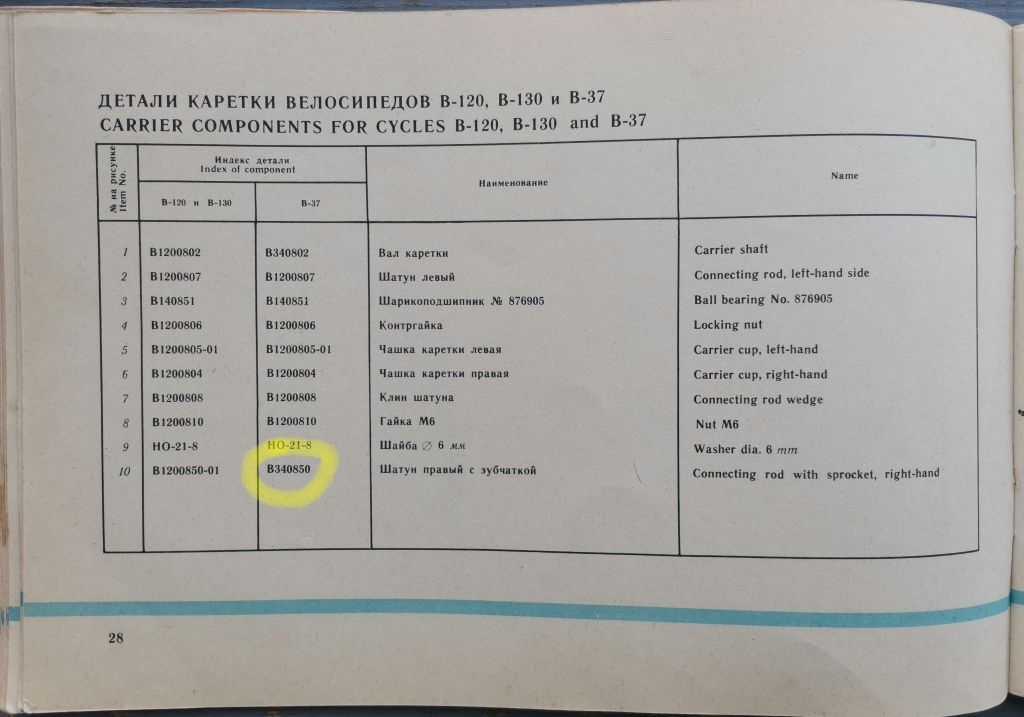 ДЕТАЛИ КАРЕТКИ ВЕЛОСИПЕДОВ В-120, В-130 и В-37
CARRIER COMPONENTS FOR CYCLES B-120, B-130 and B-37
№ на рисунке
Item No.
Индекс детали
Index of component
Наименование
Name
В-120 и В-130
В-37
1 В1200802 В340802 Вал каретки Carrier shaft
2 В1200807 В1200807 Шатун левый Connecting rod, left-hand side
3 В140851 В140851 Шарикоподшипник № 876905 Ball bearing No. 876905
4 В1200806 В1200806 Контргайка Locking nut
5 В1200805-01 В1200805-01 Чашка каретки левая Carrier cup, left-hand
6 В1200804 В1200804 Чашка каретки правая Carrier cup, right-hand
7 В1200808 В1200808 Клин шатуна Connecting rod wedge
8 В1200810 В1200810 Гайка М6 Nut M6
9 НО-21-8 НО-21-8 Шайба ∅ 6 мм Washer dia. 6 mm
10 В1200850-01 В340850 Шатун правый с зубчаткой Connecting rod with sprocket, right-hand
28